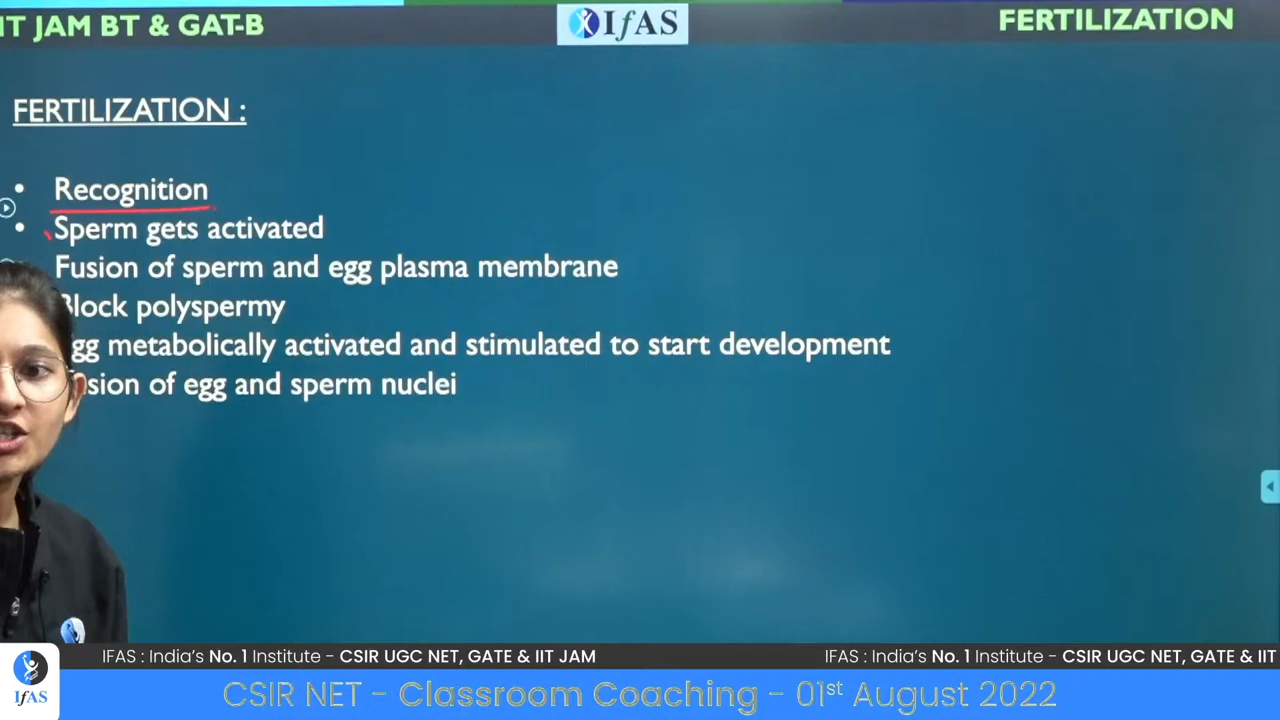 IT JAM BT & GAT-B
IfAS
FERTILIZATION
FERTILIZATION :
• Recognition
• Sperm gets activated
Fusion of sperm and egg plasma membrane
Block polyspermy
gg metabolically activated and stimulated to start development
sion of egg and sperm nuclei
IFAS : India's No. 1 Institute - CSIR UGC NET, GATE & IIT JAM
IFAS : India's No. 1 Institute - CSIR UGC NET, GATE & IIT
IfAS
CSIR NET - Classroom Coaching - 01st August 2022